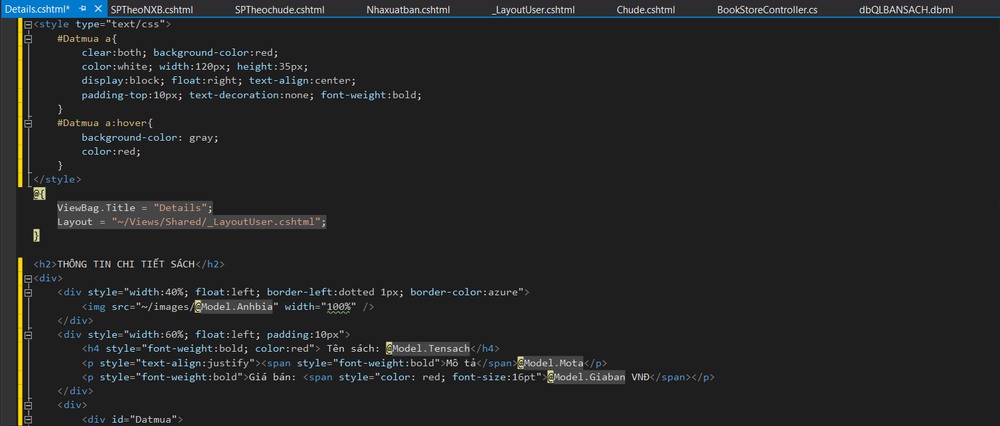 Details.cshtml* SPTheoNXB.cshtml SPTheochude.cshtml Nhaxuatban.cshtml _LayoutUser.cshtml Chude.cshtml BookStoreController.cs dbQLBANSACH.dbml
<style type="text/css">
    #Datmua a{
        clear:both; background-color:red;
        color:white; width:120px; height:35px;
        display:block; float:right; text-align:center;
        padding-top:10px; text-decoration:none; font-weight:bold;
    }
    #Datmua a:hover{
        background-color: gray;
        color:red;
    }
</style>
@{
    ViewBag.Title = "Details";
    Layout = "~/Views/Shared/_LayoutUser.cshtml";
}
<h2>THÔNG TIN CHI TIẾT SÁCH</h2>
<div>
    <div style="width:40%; float:left; border-left:dotted 1px; border-color:azure">
        <img src="~/images/@Model.Anhbia" width="100%" />
    </div>
    <div style="width:60%; float:left; padding:10px">
        <h4 style="font-weight:bold; color:red"> Tên sách: @Model.Tensach</h4>
        <p style="text-align:justify"><span style="font-weight:bold">Mô tả</span>@Model.Mota</p>
        <p style="font-weight:bold">Giá bán: <span style="color: red; font-size:16pt">@Model.Giaban VNĐ</span></p>
    </div>
    <div>
        <div id="Datmua">